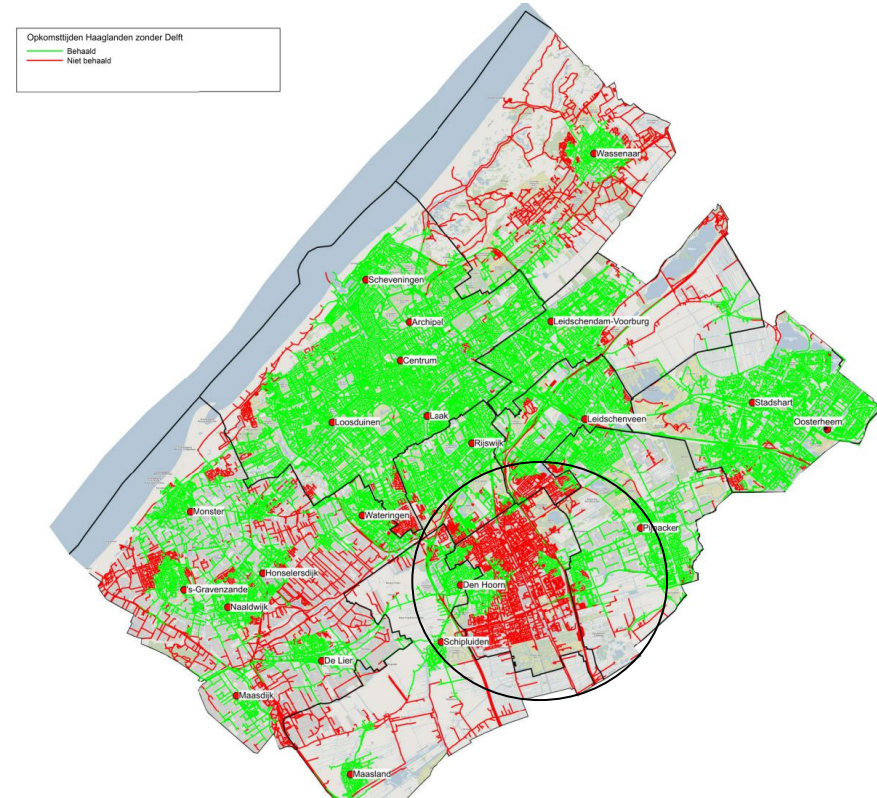 Opkomsttijden Haaglanden zonder Delft
Behaald
Niet behaald
Wassenaar
Scheveningen
Archipel
Leidschendam-Voorburg
Centrum
Stadshart
Laak
Leidschenveen
Loosduinen
Oosterheem
Rijswijk
Monster
Wateringen
Pijnacker
Honselersdijk
Den Hoorn
's-Gravenzande
Naaldwijk
Schipluiden
De Lier
Maasdijk
Maasland